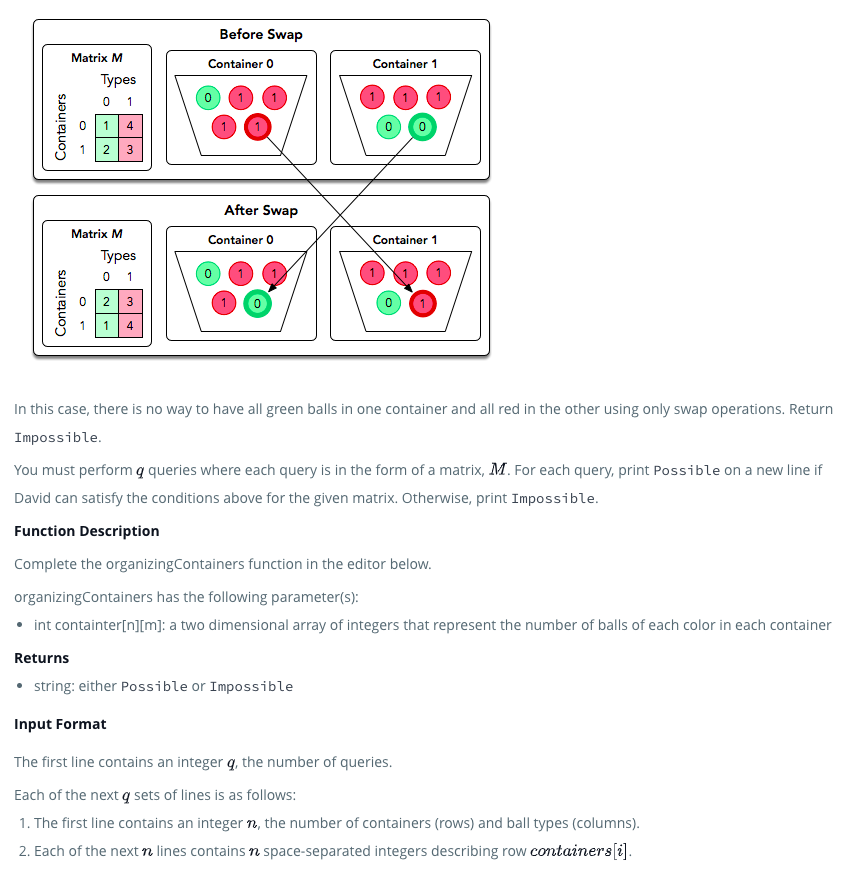 Before Swap
Matrix M
Types
0 1
Containers
0 1 4
1 2 3
Container 0
0 1 1
1 1
Container 1
1 1 1
0 0
After Swap
Matrix M
Types
0 1
Containers
0 2 3
1 1 4
Container 0
0 1 1
1 0
Container 1
1 1 1
0 1
In this case, there is no way to have all green balls in one container and all red in the other using only swap operations. Return
Impossible.
You must perform q queries where each query is in the form of a matrix, M. For each query, print Possible on a new line if
David can satisfy the conditions above for the given matrix. Otherwise, print Impossible.
Function Description
Complete the organizingContainers function in the editor below.
organizingContainers has the following parameter(s):
• int containter[n][m]: a two dimensional array of integers that represent the number of balls of each color in each container
Returns
• string: either Possible or Impossible
Input Format
The first line contains an integer q, the number of queries.
Each of the next q sets of lines is as follows:
1. The first line contains an integer n, the number of containers (rows) and ball types (columns).
2. Each of the next n lines contains n space-separated integers describing row containers[i].